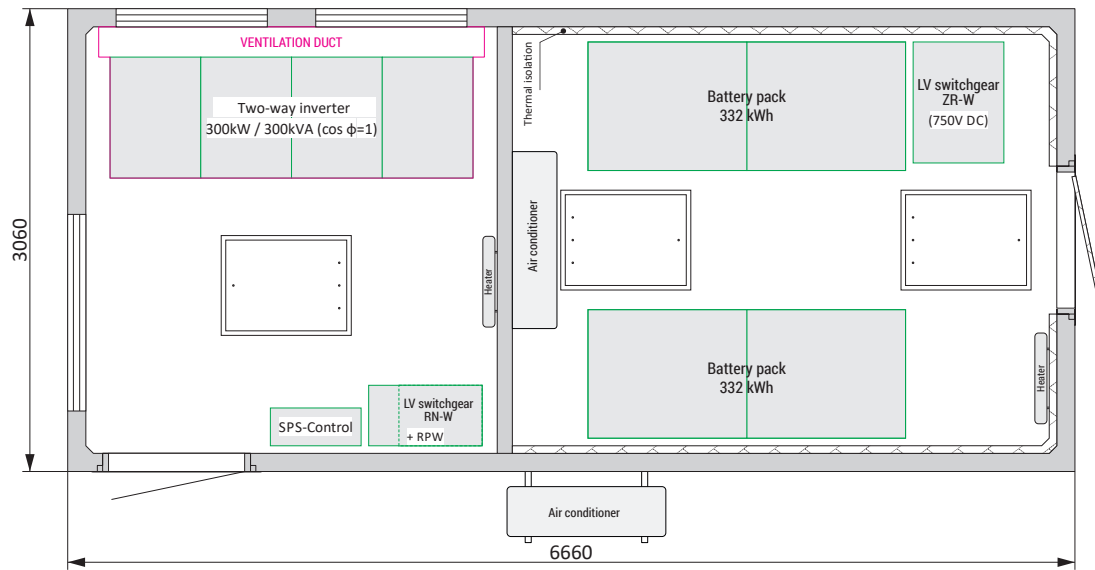 VENTILATION DUCT
Two-way inverter
300kW / 300kVA (cos ϕ=1)
Thermal isolation
Battery pack
332 kWh
LV switchgear
ZR-W
(750V DC)
3060
Heater
Air conditioner
Battery pack
332 kWh
Heater
SPS-Control
LV switchgear
RN-W
+ RPW
Air conditioner
6660